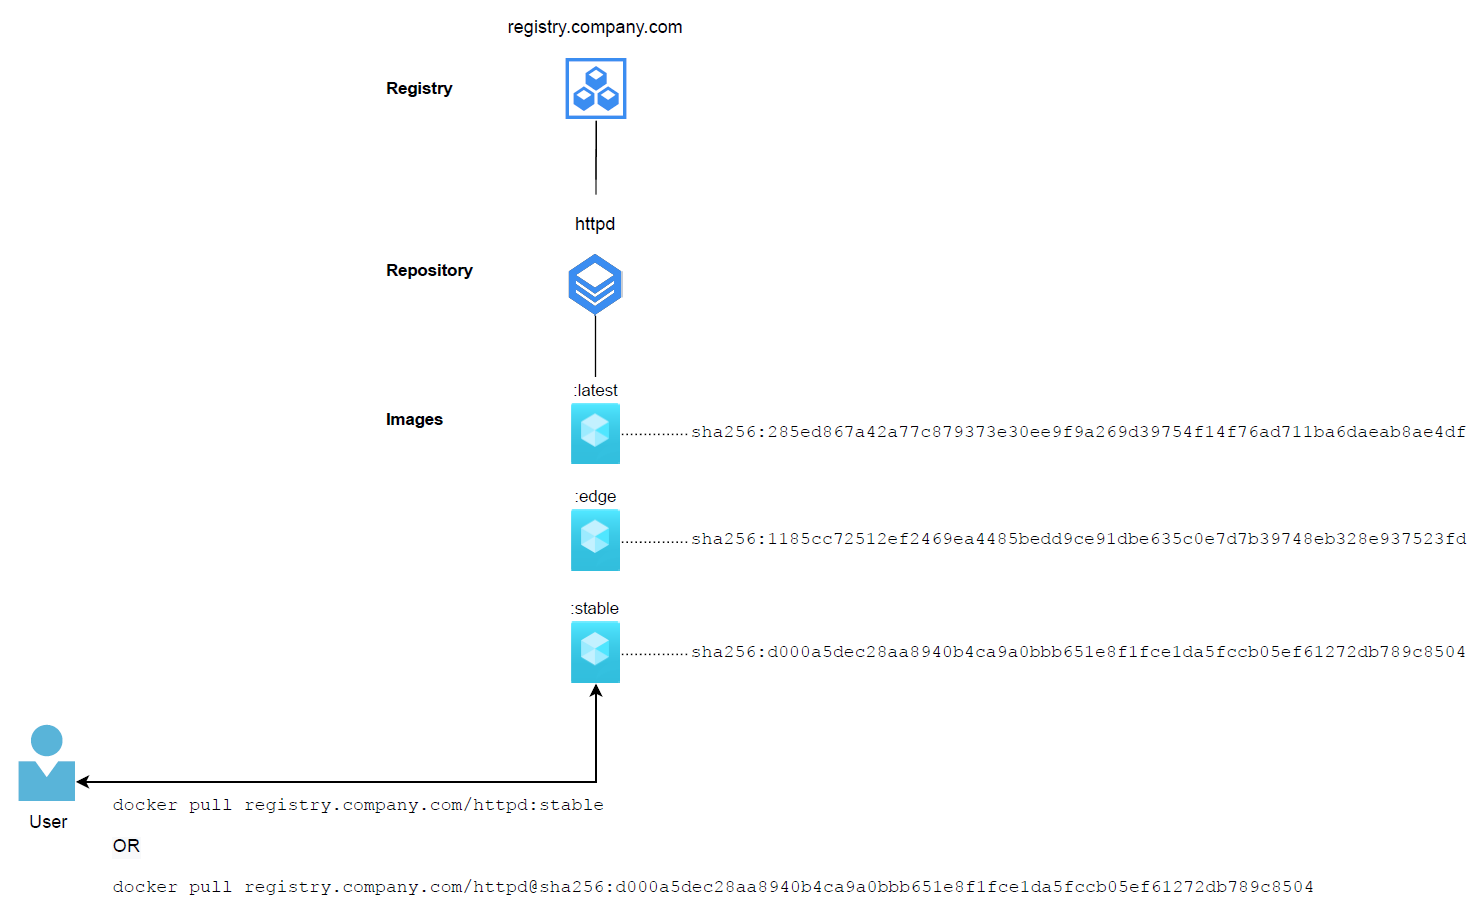 registry.company.com
Registry
httpd
Repository
:latest
Images
sha256:285ed867a42a77c879373e30ee9f9a269d39754f14f76ad711ba6daeab8ae4df
:edge
sha256:1185cc72512ef2469ea4485bedd9ce91dbe635c0e7d7b39748eb328e937523fd
:stable
sha256:d000a5dec28aa8940b4ca9a0bbb651e8f1fce1da5fccb05ef61272db789c8504
User
docker pull registry.company.com/httpd:stable
OR
docker pull registry.company.com/httpd@sha256:d000a5dec28aa8940b4ca9a0bbb651e8f1fce1da5fccb05ef61272db789c8504